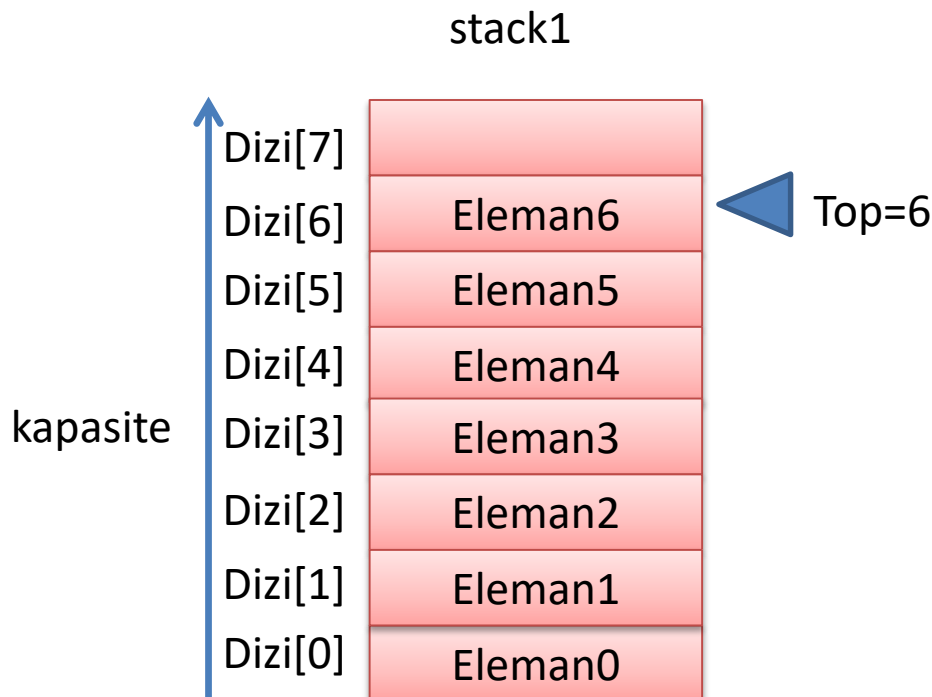 stack1
Dizi[7]
Dizi[6] Eleman6 Top=6
Dizi[5] Eleman5
Dizi[4] Eleman4
kapasite Dizi[3] Eleman3
Dizi[2] Eleman2
Dizi[1] Eleman1
Dizi[0] Eleman0